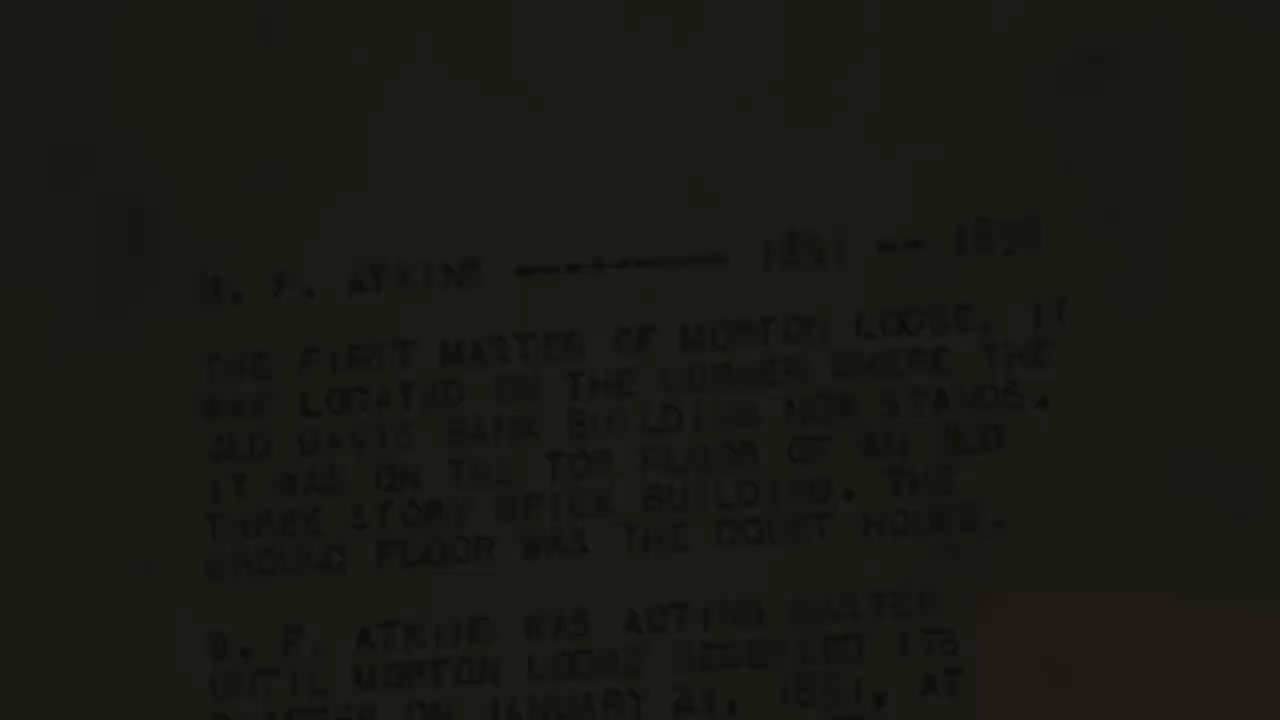 B. F. ATKINS ---------- 1851 -- 1890
THE FIRST MASTER OF MORTON LODGE. IT
WAS LOCATED ON THE CORNER WHERE THE
OLD DAVIS BANK BUILDING NOW STANDS.
IT WAS ON THE TOP FLOOR OF AN OLD
THREE STORY BRICK BUILDING. THE
GROUND FLOOR WAS THE COURT HOUSE.
B. F. ATKINS WAS ACTING MASTER
UNTIL MORTON LODGE RECEIVED ITS
ON JANUARY 21, 1851, AT